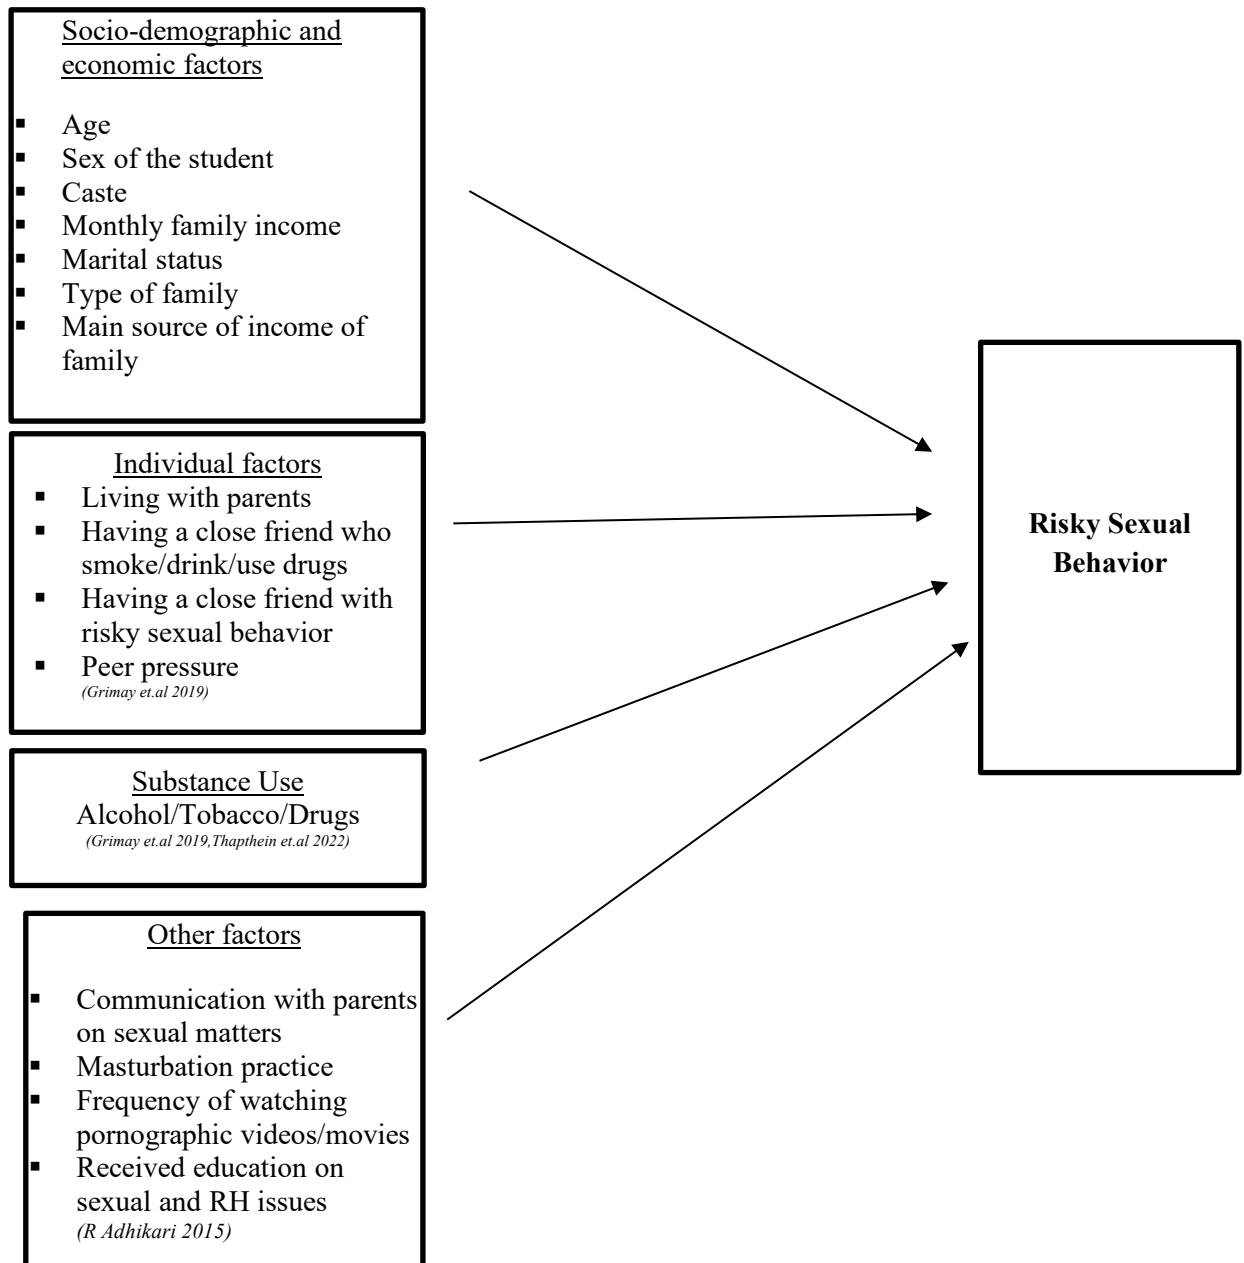 Socio-demographic and
economic factors
▪ Age
▪ Sex of the student
▪ Caste
▪ Monthly family income
▪ Marital status
▪ Type of family
▪ Main source of income of
family
Individual factors
▪ Living with parents
▪ Having a close friend who
smoke/drink/use drugs
▪ Having a close friend with
risky sexual behavior
▪ Peer pressure
(Grimay et.al 2019)
Substance Use
Alcohol/Tobacco/Drugs
(Grimay et.al 2019,Thapthein et.al 2022)
Other factors
▪ Communication with parents
on sexual matters
▪ Masturbation practice
▪ Frequency of watching
pornographic videos/movies
▪ Received education on
sexual and RH issues
(R Adhikari 2015)
Risky Sexual
Behavior